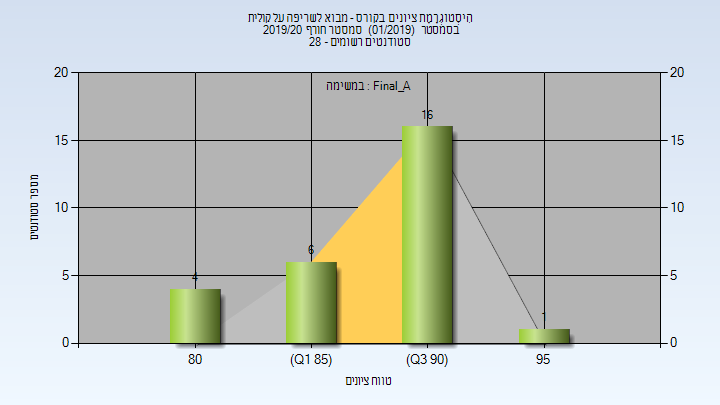 היסטוגרמת ציונים בקורס - מבוא לשריפה על קולית
בסמסטר (01/2019) סמסטר חורף 2019/20
סטודנטים רשומים - 28
במשימה : Final_A
20 20
15 15
10 10
5 5
0 0
4
6
16
1
מספר סטודנטים
80 (Q1 85) (Q3 90) 95
טווח ציונים